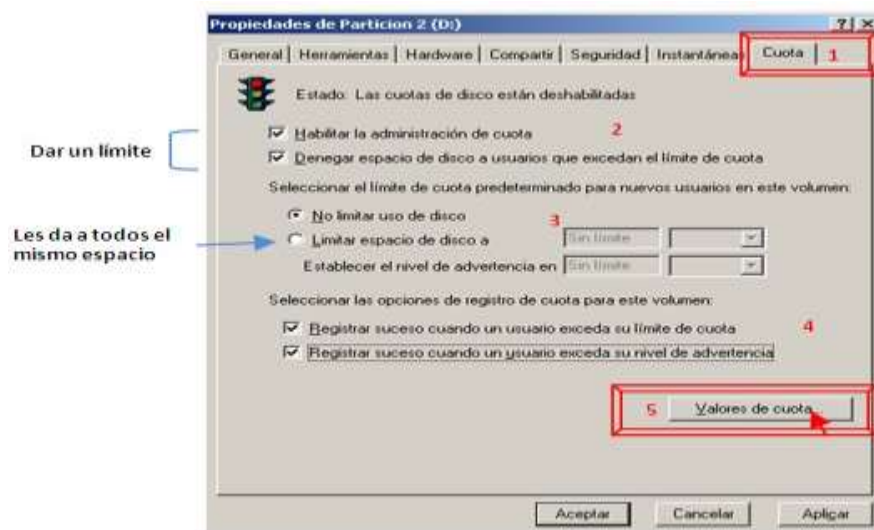 Propiedades de Particion 2 (D:)
General Herramientas Hardware Compartir Seguridad Instantáneas Cuota 1
Estado: Las cuotas de disco están deshabilitadas
Habilitar la administración de cuota 2
Dar un límite
Denegar espacio de disco a usuarios que excedan el límite de cuota
Seleccionar el límite de cuota predeterminado para nuevos usuarios en este volumen:
No limitar uso de disco 3
Les da a todos el
mismo espacio
Limitar espacio de disco a Sin límite
Establecer el nivel de advertencia en Sin límite
Seleccionar las opciones de registro de cuota para este volumen:
Registrar suceso cuando un usuario exceda su límite de cuota 4
Registrar suceso cuando un usuario exceda su nivel de advertencia
5 Valores de cuota
Aceptar Cancelar Aplicar